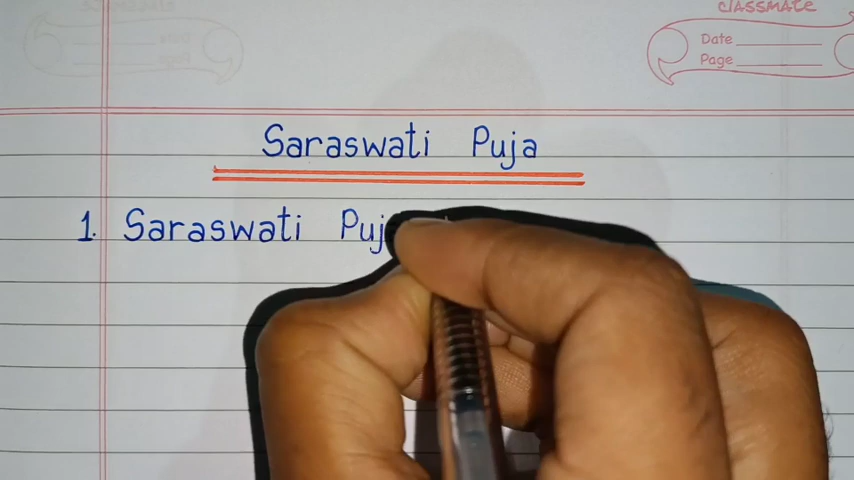 CLASSMATE
Date
Page
Saraswati Puja
1. Saraswati Puj